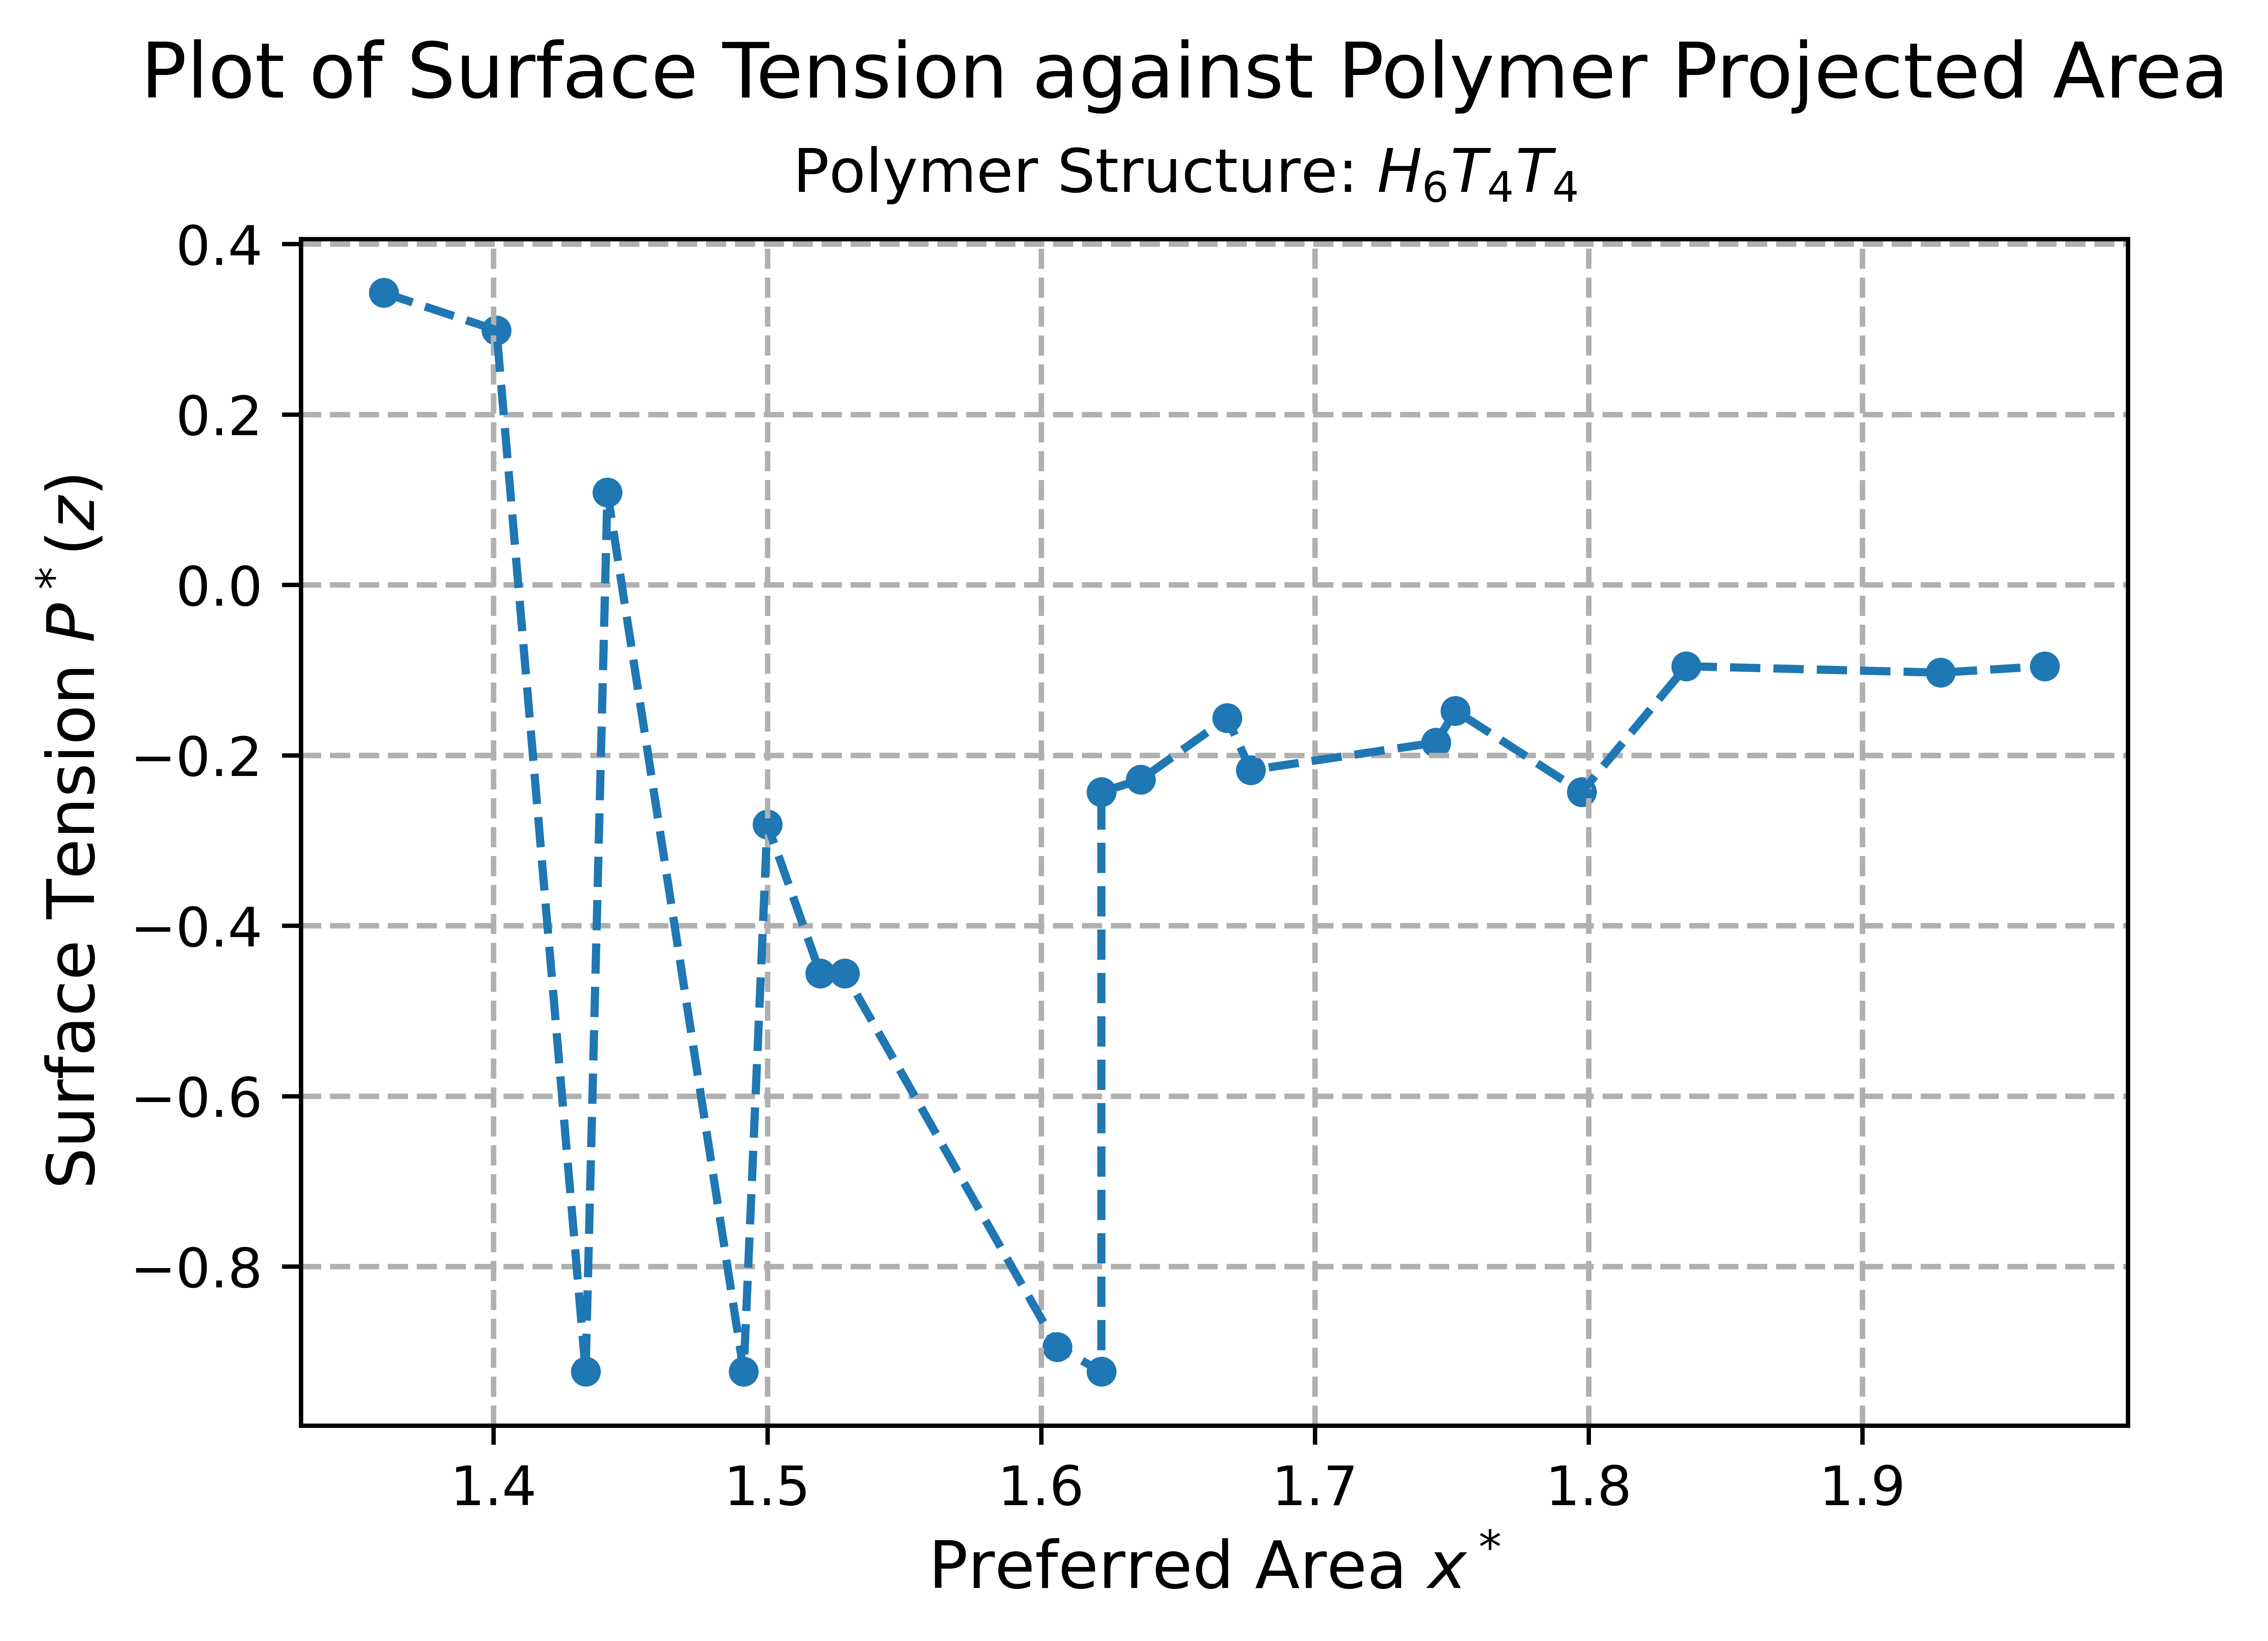 Plot of Surface Tension against Polymer Projected Area
Polymer Structure: H₆T₄T₄
Surface Tension P*(z)
0.4
0.2
0.0
−0.2
−0.4
−0.6
−0.8
1.4 1.5 1.6 1.7 1.8 1.9
Preferred Area x*